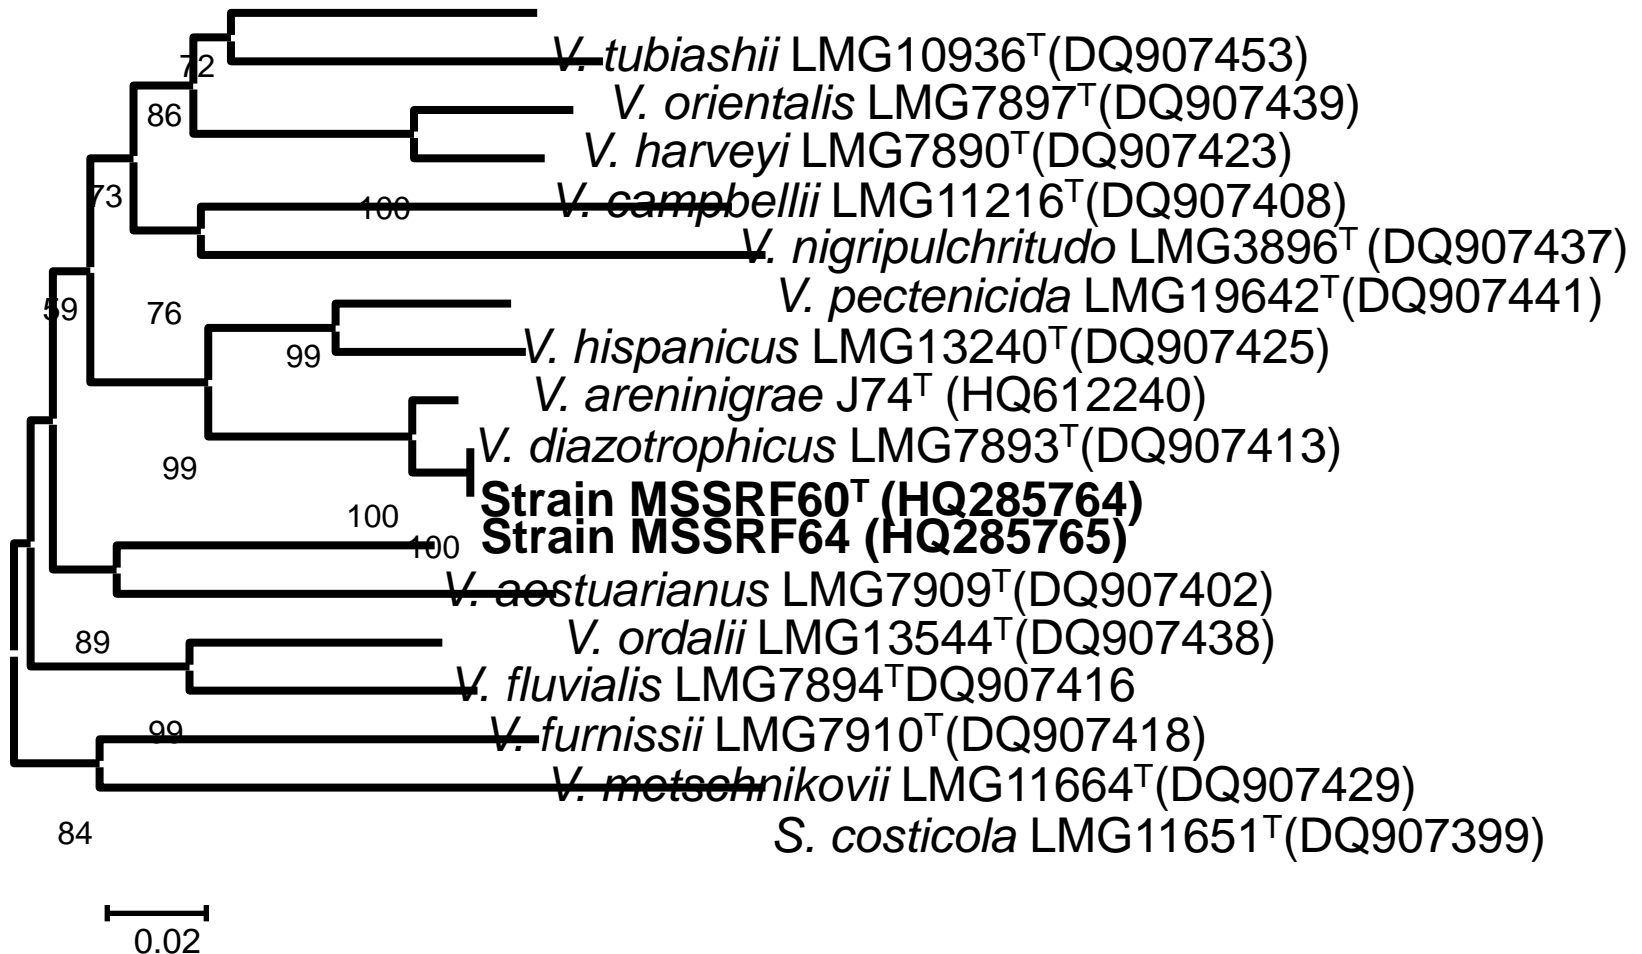 72
V. tubiashii LMG10936T(DQ907453)
86
V. orientalis LMG7897T(DQ907439)
V. harveyi LMG7890T(DQ907423)
73
100
V. campbellii LMG11216T(DQ907408)
V. nigripulchritudo LMG3896T (DQ907437)
59
76
V. pectenicida LMG19642T(DQ907441)
99
V. hispanicus LMG13240T(DQ907425)
V. areninigrae J74T (HQ612240)
V. diazotrophicus LMG7893T(DQ907413)
99
Strain MSSRF60T (HQ285764)
100
Strain MSSRF64 (HQ285765)
100
V. aestuarianus LMG7909T(DQ907402)
89
V. ordalii LMG13544T(DQ907438)
V. fluvialis LMG7894TDQ907416
99
V. furnissii LMG7910T(DQ907418)
V. metschnikovii LMG11664T(DQ907429)
84
S. costicola LMG11651T(DQ907399)
0.02